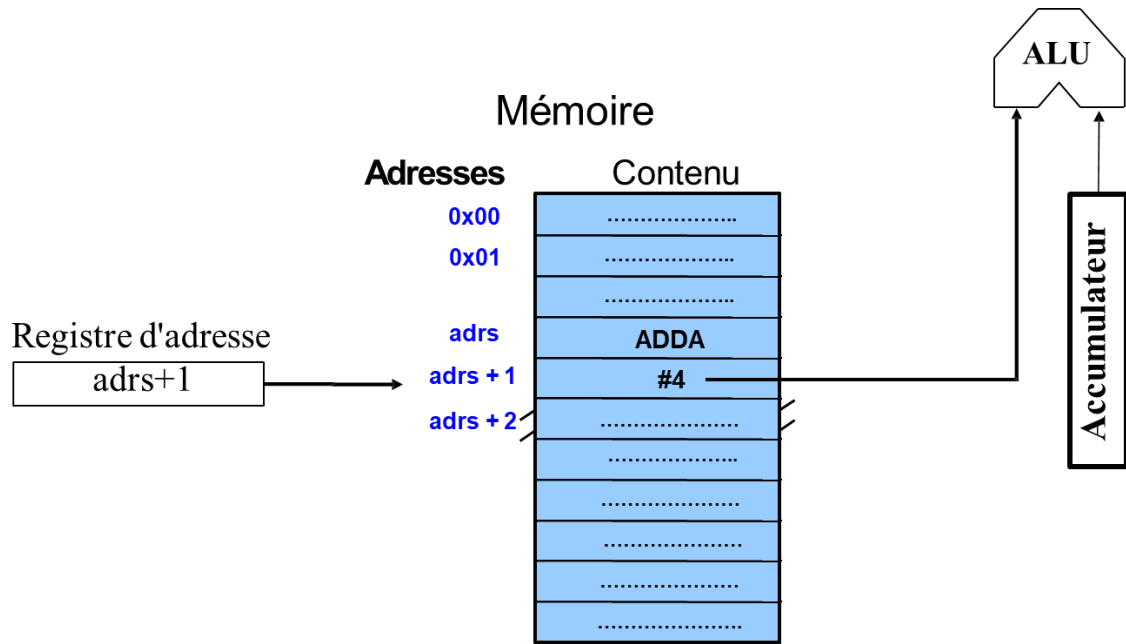 ALU
Mémoire
Adresses Contenu
0x00 ………………..
0x01 ………………..
………………..
Registre d'adresse
adrs ADDA
adrs+1
adrs + 1 #4
adrs + 2 …………………
………………..
…………………
………………….
…………………
………………….
Accumulateur